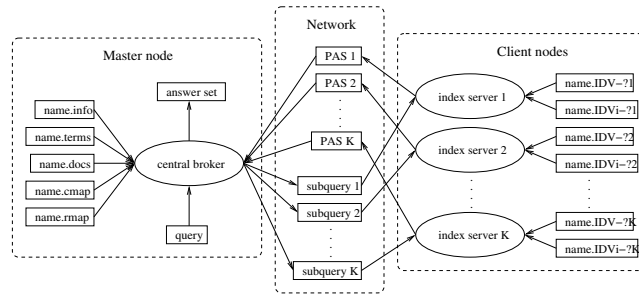 Master node
answer set
name.info
name.terms
name.docs
name.cmap
name.rmap
central broker
query
Network
PAS 1
PAS 2
PAS K
subquery 1
subquery 2
subquery K
Client nodes
index server 1
index server 2
index server K
name.IDV-?1
name.IDVi-?1
name.IDV-?2
name.IDVi-?2
name.IDV-?K
name.IDVi-?K